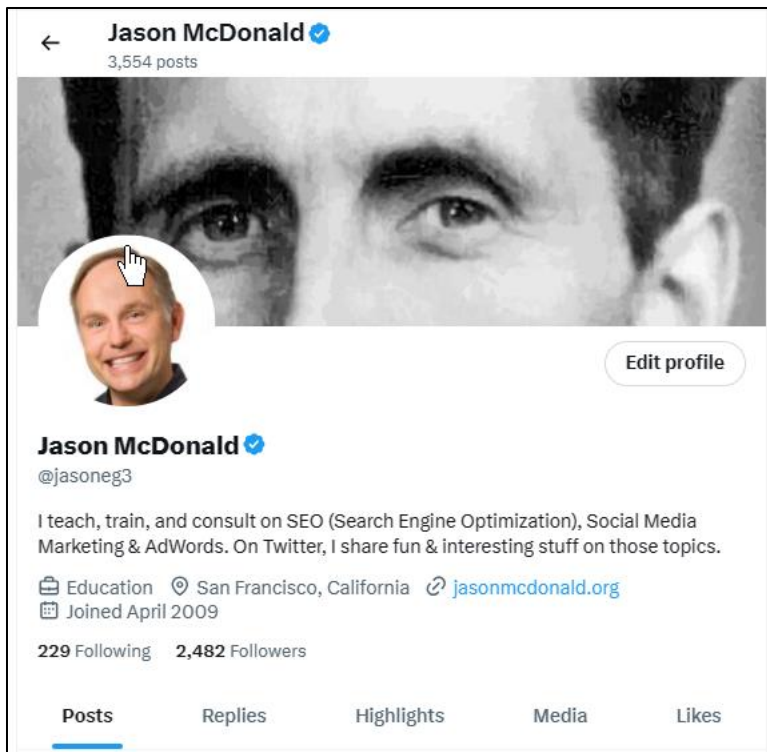 Jason McDonald
3,554 posts
Edit profile
Jason McDonald
@jasoneg3
I teach, train, and consult on SEO (Search Engine Optimization), Social Media
Marketing & AdWords. On Twitter, I share fun & interesting stuff on those topics.
Education San Francisco, California jasonmcdonald.org
Joined April 2009
229 Following 2,482 Followers
Posts Replies Highlights Media Likes